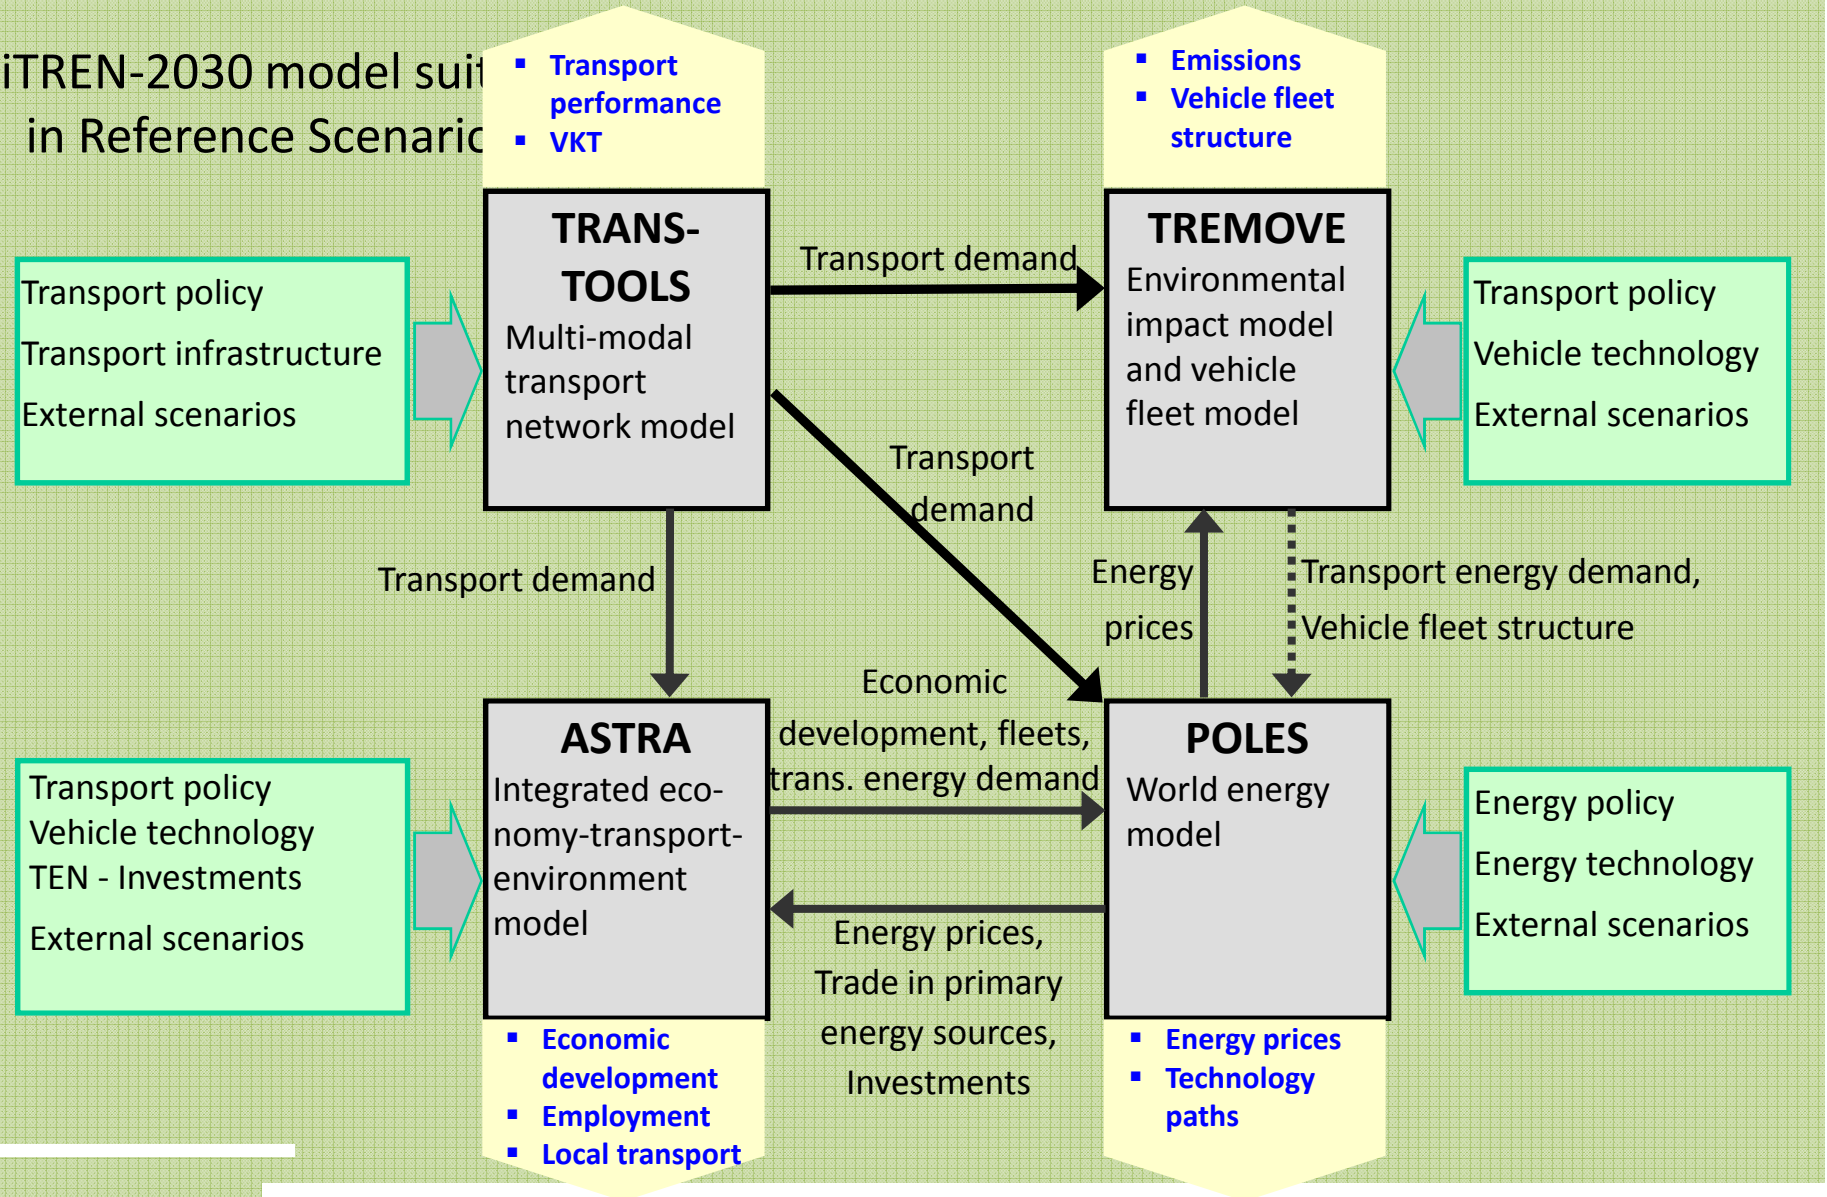 iTREN-2030 model suit
in Reference Scenario
▪ Transport
performance
▪ VKT
▪ Emissions
▪ Vehicle fleet
structure
Transport policy
Transport infrastructure
External scenarios
TRANS-
TOOLS
Multi-modal
transport
network model
Transport demand
TREMOVE
Environmental
impact model
and vehicle
fleet model
Transport policy
Vehicle technology
External scenarios
Transport
demand
Transport demand
Energy
prices
Transport energy demand,
Vehicle fleet structure
Transport policy
Vehicle technology
TEN - Investments
External scenarios
ASTRA
Integrated eco-
nomy-transport-
environment
model
Economic
development, fleets,
trans. energy demand
Energy prices,
Trade in primary
energy sources,
Investments
POLES
World energy
model
Energy policy
Energy technology
External scenarios
▪ Economic
development
▪ Employment
▪ Local transport
▪ Energy prices
▪ Technology
paths